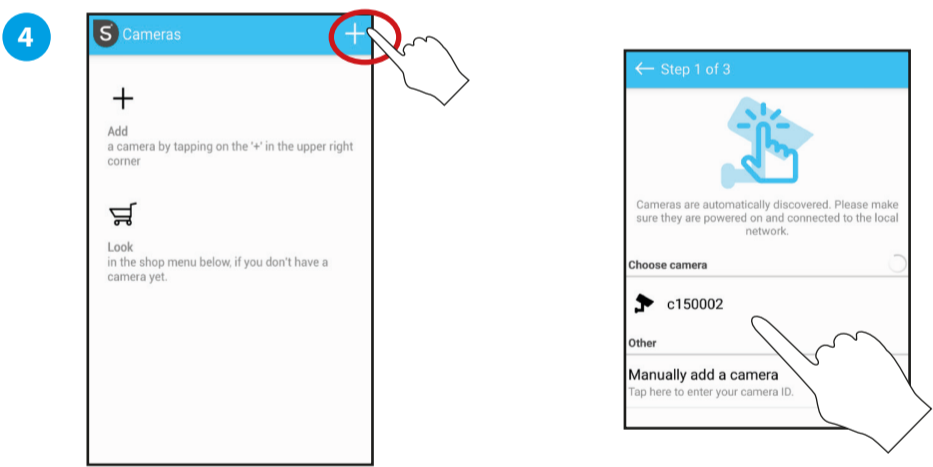 4
S Cameras
+
Add
a camera by tapping on the '+' in the upper right
corner
Look
in the shop menu below, if you don't have a
camera yet.
← Step 1 of 3
Cameras are automatically discovered. Please make
sure they are powered on and connected to the local
network.
Choose camera
c150002
Other
Manually add a camera
Tap here to enter your camera ID.